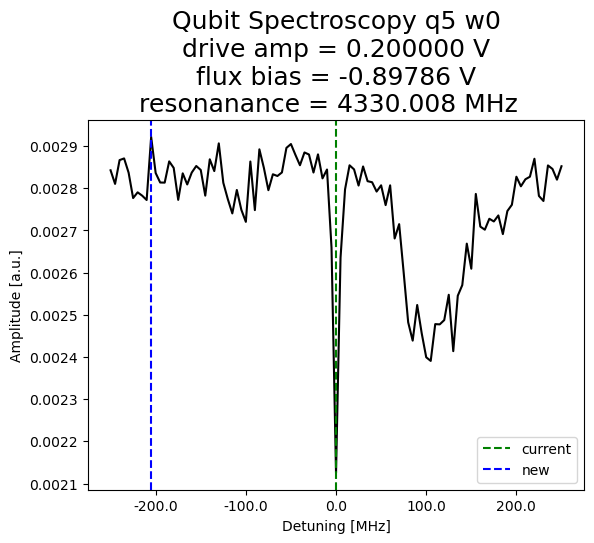 Qubit Spectroscopy q5 w0
drive amp = 0.200000 V
flux bias = -0.89786 V
resonanance = 4330.008 MHz
0.0029
0.0028
0.0027
0.0026
0.0025
0.0024
0.0023
0.0022
0.0021
Amplitude [a.u.]
-200.0 -100.0 0.0 100.0 200.0
Detuning [MHz]
current
new